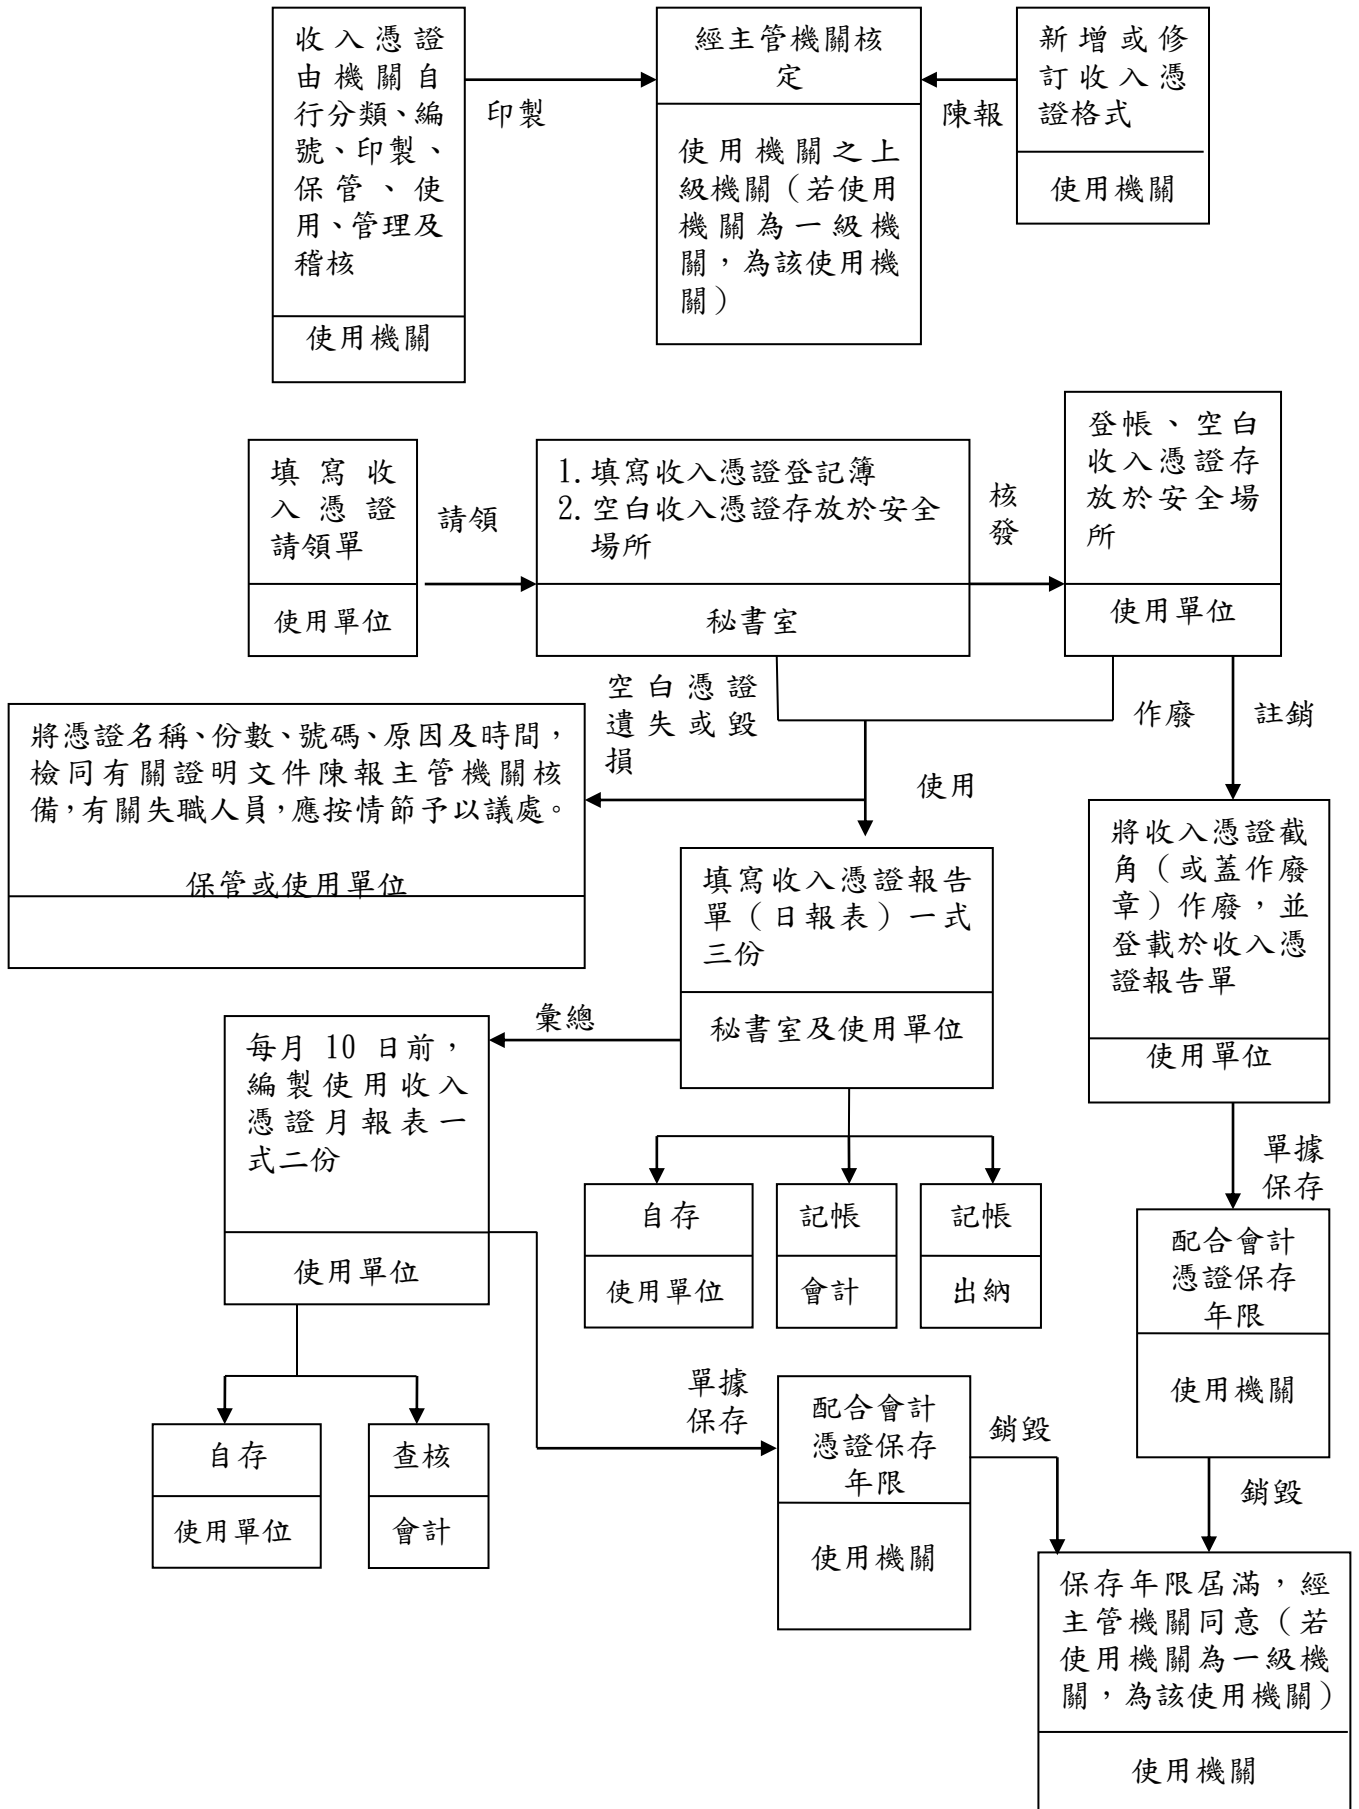 收入憑證
由機關自
行分類、編
號、印製、
保管、使
用、管理及
稽核
使用機關
印製
經主管機關核
定
使用機關之上
級機關（若使用
機關為一級機
關，為該使用機
關）
陳報
新增或修
訂收入憑
證格式
使用機關
填寫收
入憑證
請領單
使用單位
請領
1.填寫收入憑證登記簿
2.空白收入憑證存放於安全
場所
秘書室
核
發
登帳、空白
收入憑證存
放於安全場
所
使用單位
空白憑證
遺失或毀
損
作廢
註銷
將憑證名稱、份數、號碼、原因及時間，
檢同有關證明文件陳報主管機關核
備，有關失職人員，應按情節予以議處。
保管或使用單位
使用
填寫收入憑證報告
單（日報表）一式
三份
秘書室及使用單位
將收入憑證截
角（或蓋作廢
章）作廢，並
登載於收入憑
證報告單
使用單位
彙總
每月 10 日前，
編製使用收入
憑證月報表一
式二份
使用單位
自存
使用單位
記帳
會計
記帳
出納
單據
保存
配合會計
憑證保存
年限
使用機關
自存
使用單位
查核
會計
單據
保存
配合會計
憑證保存
年限
使用機關
銷毀
銷毀
保存年限屆滿，經
主管機關同意（若
使用機關為一級機
關，為該使用機關）
使用機關